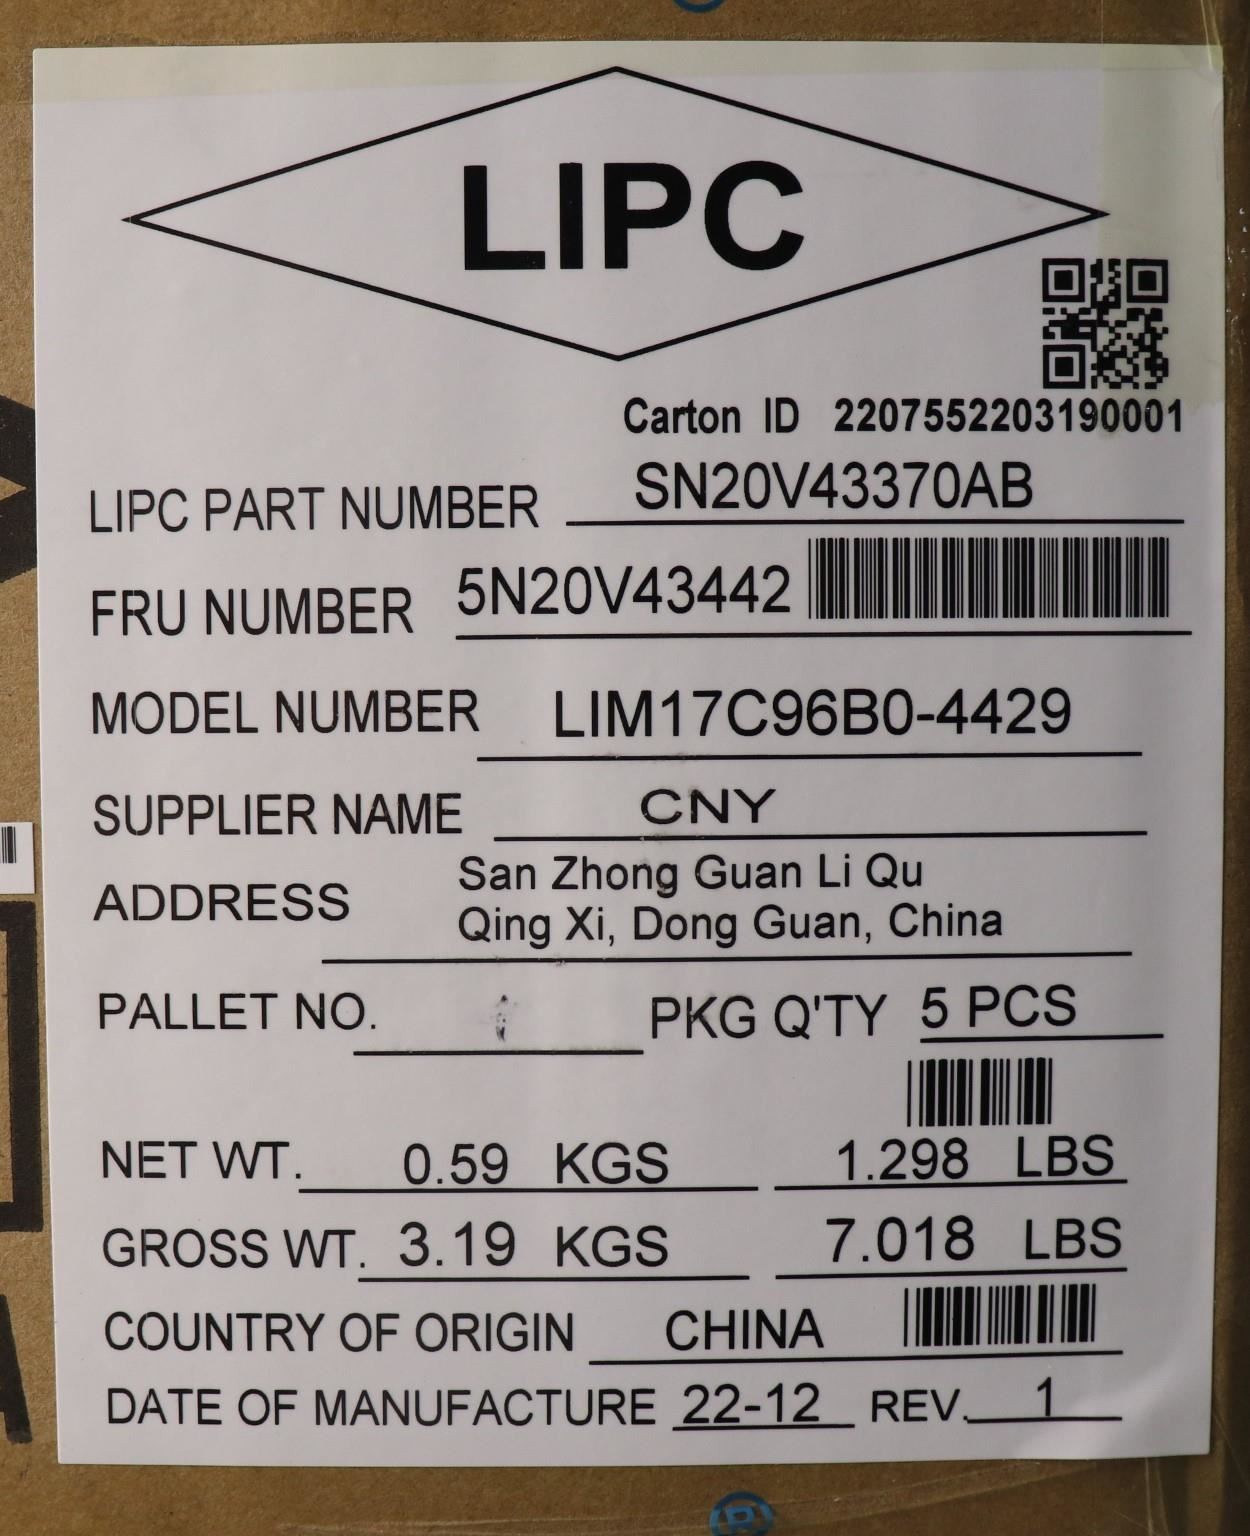 LIPC
Carton ID 2207552203190001
LIPC PART NUMBER SN20V43370AB
FRU NUMBER 5N20V43442
MODEL NUMBER LIM17C96B0-4429
SUPPLIER NAME CNY
ADDRESS San Zhong Guan Li Qu
Qing Xi, Dong Guan, China
PALLET NO. PKG Q'TY 5 PCS
NET WT. 0.59 KGS 1.298 LBS
GROSS WT. 3.19 KGS 7.018 LBS
COUNTRY OF ORIGIN CHINA
DATE OF MANUFACTURE 22-12 REV. 1
®